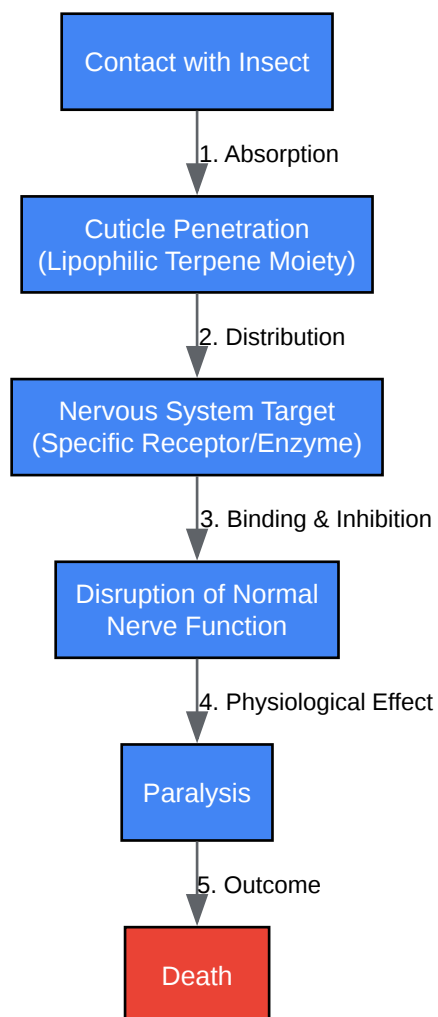 Contact with Insect
1. Absorption
Cuticle Penetration
(Lipophilic Terpene Moiety)
2. Distribution
Nervous System Target
(Specific Receptor/Enzyme)
3. Binding & Inhibition
Disruption of Normal
Nerve Function
4. Physiological Effect
Paralysis
5. Outcome
Death